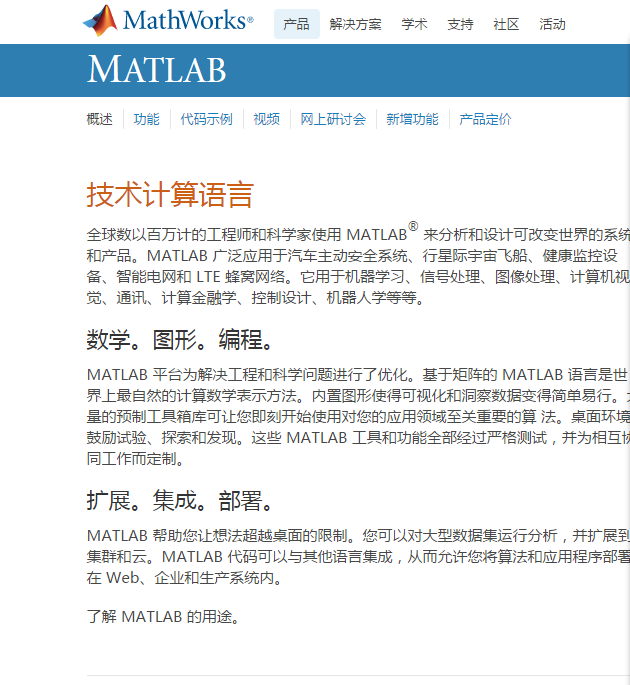 MathWorks®
产品 解决方案 学术 支持 社区 活动
MATLAB
概述 功能 代码示例 视频 网上研讨会 新增功能 产品定价
技术计算语言
全球数以百万计的工程师和科学家使用 MATLAB® 来分析和设计可改变世界的系统
和产品。MATLAB 广泛应用于汽车主动安全系统、行星际宇宙飞船、健康监控设
备、智能电网和 LTE 蜂窝网络。它用于机器学习、信号处理、图像处理、计算机视
觉、通讯、计算金融学、控制设计、机器人学等等。
数学。图形。编程。
MATLAB 平台为解决工程和科学问题进行了优化。基于矩阵的 MATLAB 语言是世
界上最自然的计算数学表示方法。内置图形使得可视化和洞察数据变得简单易行。
量的预制工具箱库可让您即刻开始使用对您的应用领域至关重要的算 法。桌面环境
鼓励试验、探索和发现。这些 MATLAB 工具和功能全部经过严格测试，并为相互协
同工作而定制。
扩展。集成。部署。
MATLAB 帮助您让想法超越桌面的限制。您可以对大型数据集运行分析，并扩展到
集群和云。MATLAB 代码可以与其他语言集成，从而允许您将算法和应用程序部署
在 Web、企业和生产系统内。
了解 MATLAB 的用途。